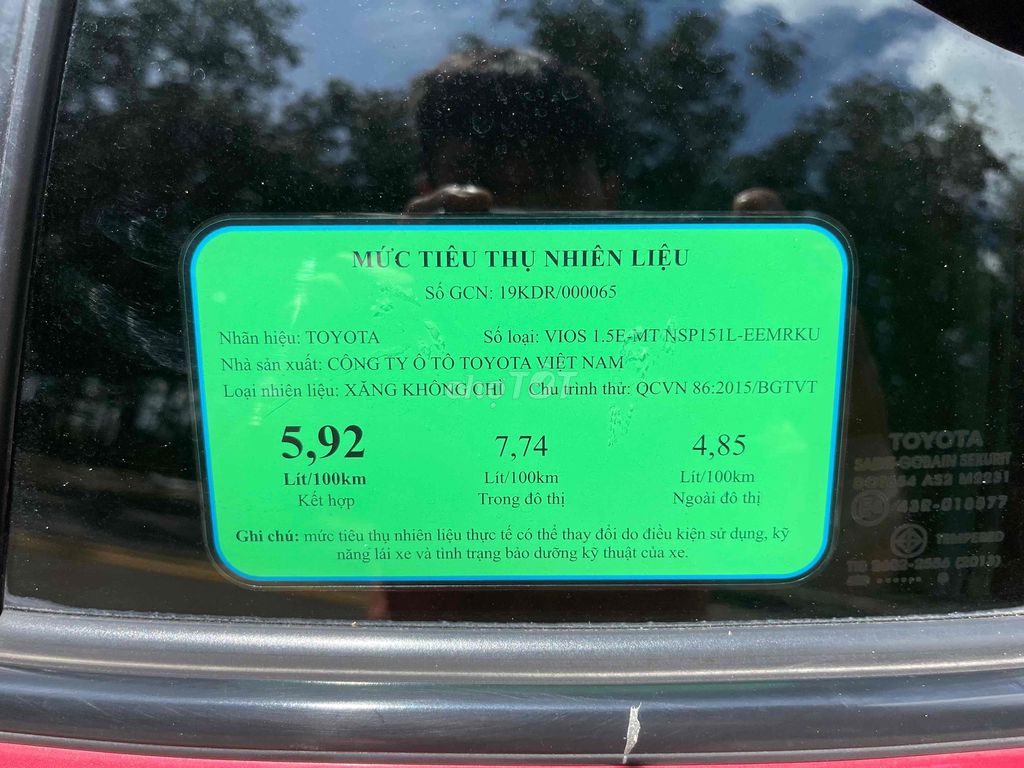 MỨC TIÊU THỤ NHIÊN LIỆU
Số GCN: 19KDR/000065
Nhãn hiệu: TOYOTA Số loại: VIOS 1.5E-MT NSP151L-EEMRKU
Nhà sản xuất: CÔNG TY Ô TÔ TOYOTA VIỆT NAM
Loại nhiên liệu: XĂNG KHÔNG CHÌ Chu trình thử: QCVN 86:2015/BGTVT
5,92 7,74 4,85
Lít/100km Lít/100km Lít/100km
Kết hợp Trong đô thị Ngoài đô thị
Ghi chú: mức tiêu thụ nhiên liệu thực tế có thể thay đổi do điều kiện sử dụng, kỹ
năng lái xe và tình trạng bảo dưỡng kỹ thuật của xe.
chợ TỐT
TOYOTA
TEMPERED